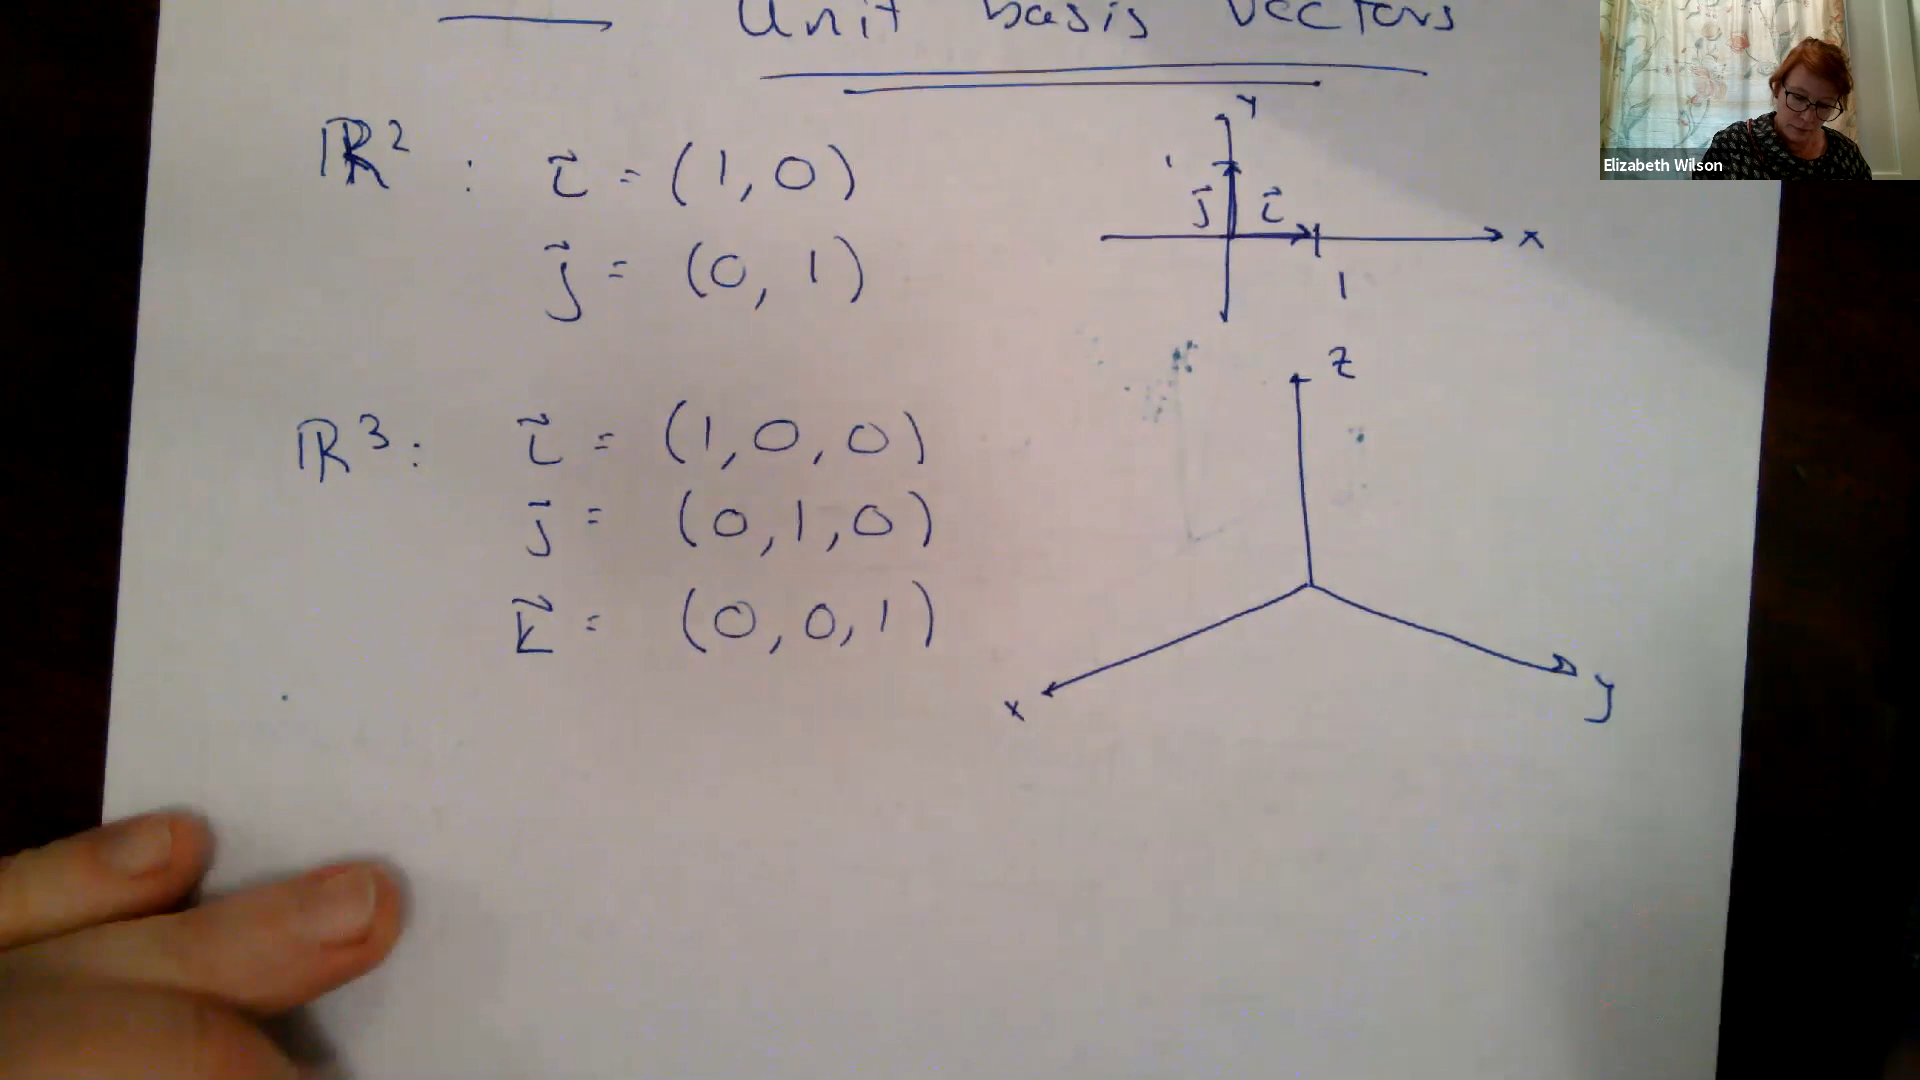 Unit basis vectors
ℝ² : i⃗ = (1, 0)
j⃗ = (0, 1)
y
1
j⃗ i⃗
x
1
ℝ³ : i⃗ = (1, 0, 0)
j⃗ = (0, 1, 0)
k⃗ = (0, 0, 1)
z
x
y
Elizabeth Wilson